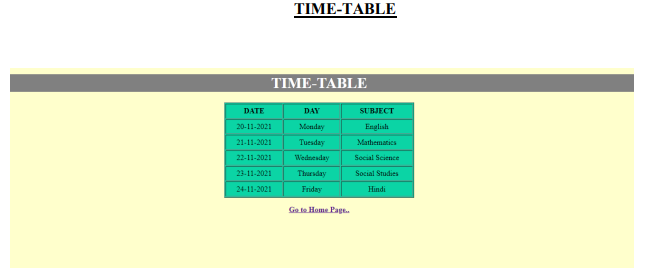 TIME-TABLE
TIME-TABLE
DATE DAY SUBJECT
20-11-2021 Monday English
21-11-2021 Tuesday Mathematics
22-11-2021 Wednesday Social Science
23-11-2021 Thursday Social Studies
24-11-2021 Friday Hindi
Go to Home Page..